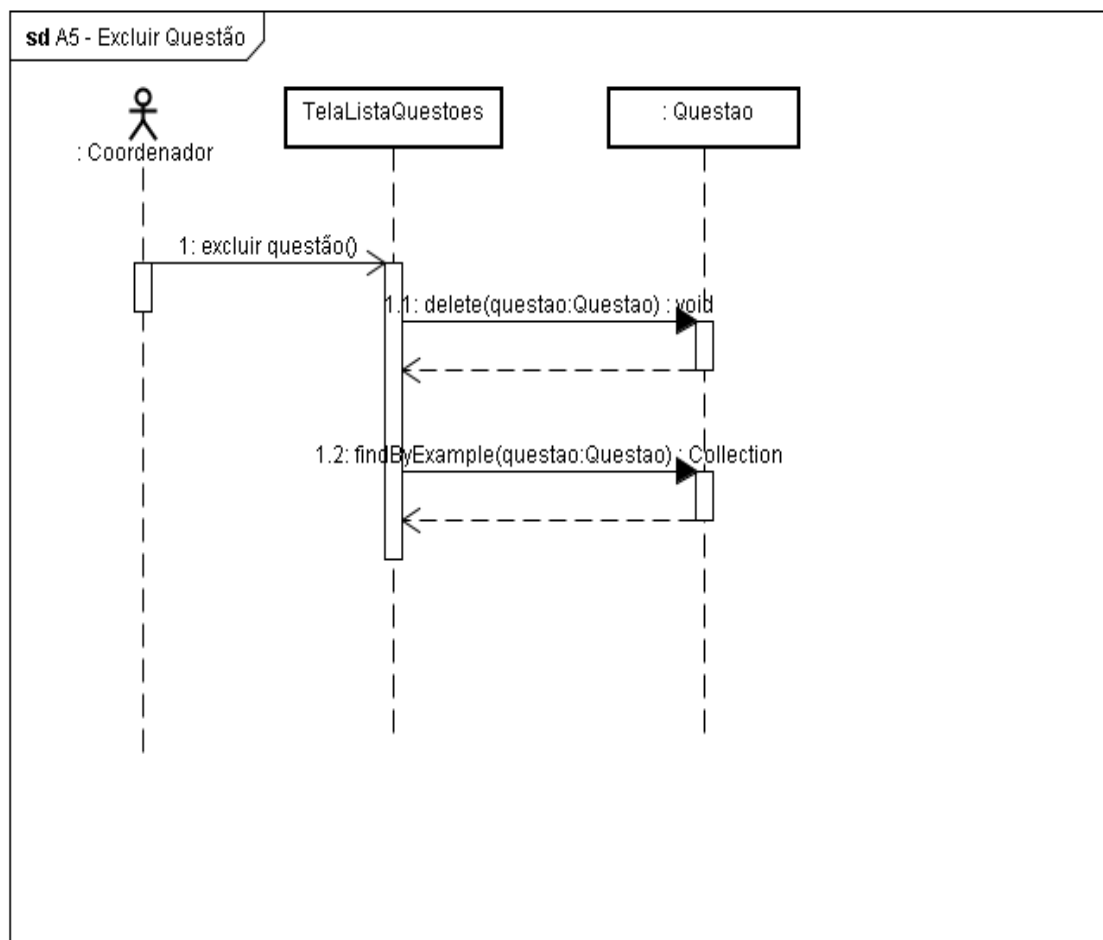 sd A5 - Excluir Questão
: Coordenador
TelaListaQuestoes
: Questao
1: excluir questão()
1.1: delete(questao:Questao) : void
1.2: findByExample(questao:Questao) : Collection